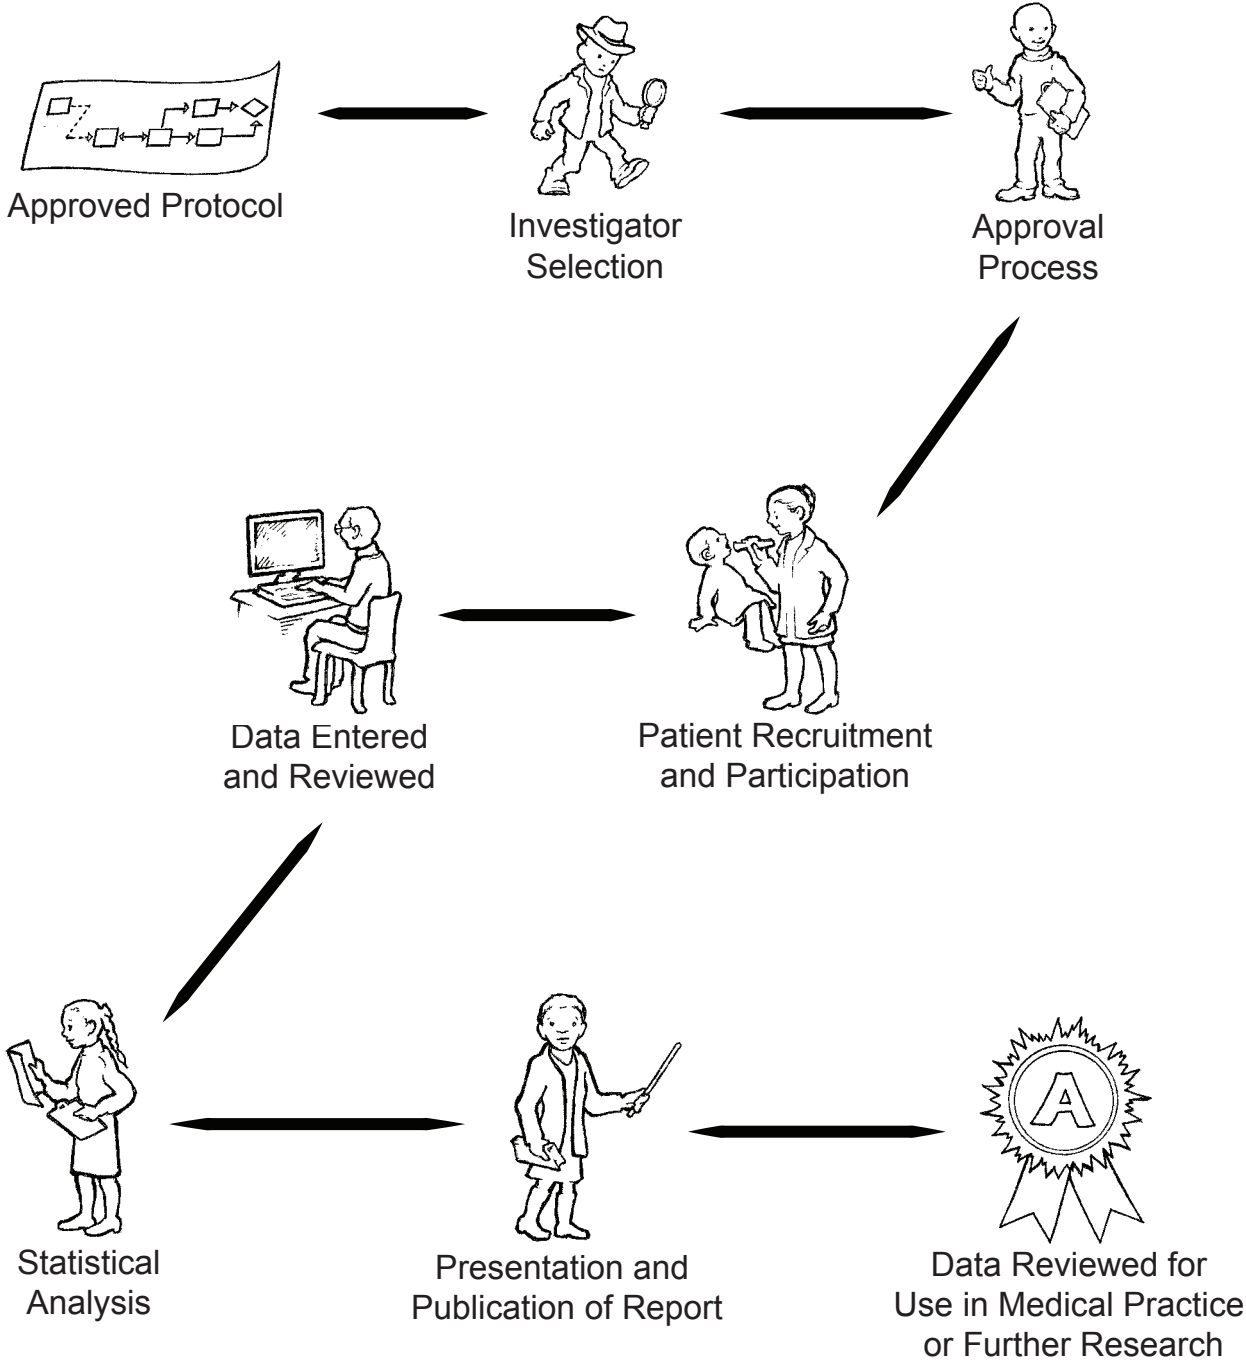 Approved Protocol
Investigator
Selection
Approval
Process
Data Entered
and Reviewed
Patient Recruitment
and Participation
Statistical
Analysis
Presentation and
Publication of Report
A
Data Reviewed for
Use in Medical Practice
or Further Research